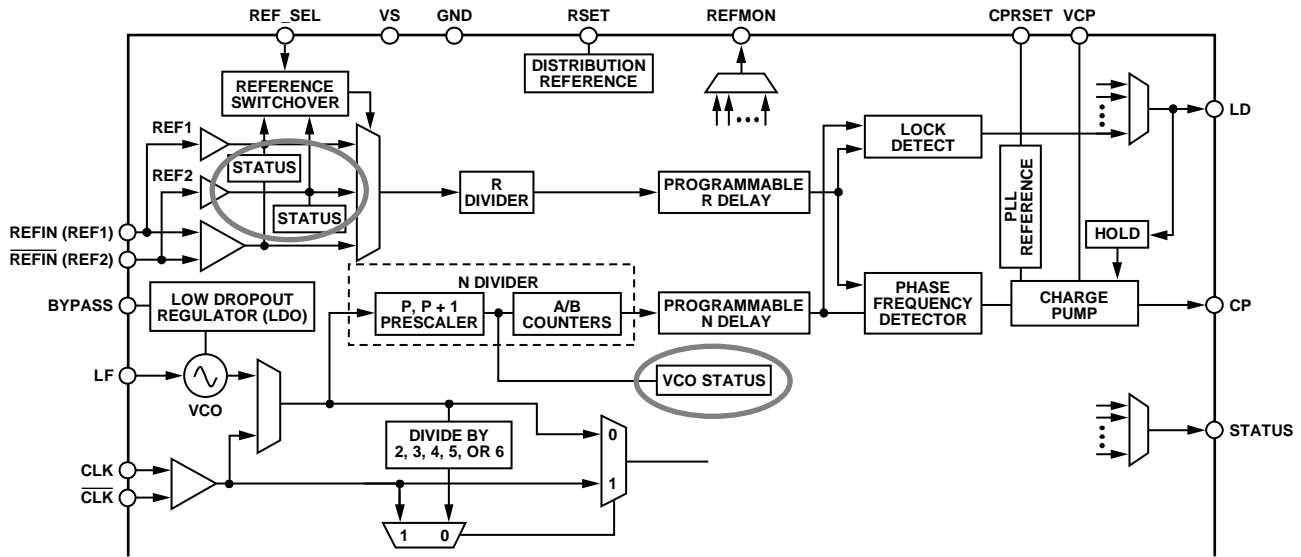 REF_SEL
VS
GND
RSET
REFMON
CPRSET
VCP
DISTRIBUTION
REFERENCE
REFERENCE
SWITCHOVER
REF1
STATUS
REF2
STATUS
REFIN (REF1)
REFIN (REF2)
BYPASS
LF
CLK
CLK
R
DIVIDER
PROGRAMMABLE
R DELAY
LOCK
DETECT
PLL
REFERENCE
HOLD
LD
LOW DROPOUT
REGULATOR (LDO)
VCO
N DIVIDER
P, P + 1
PRESCALER
A/B
COUNTERS
PROGRAMMABLE
N DELAY
PHASE
FREQUENCY
DETECTOR
CHARGE
PUMP
CP
VCO STATUS
DIVIDE BY
2, 3, 4, 5, OR 6
0
1
1 0
STATUS